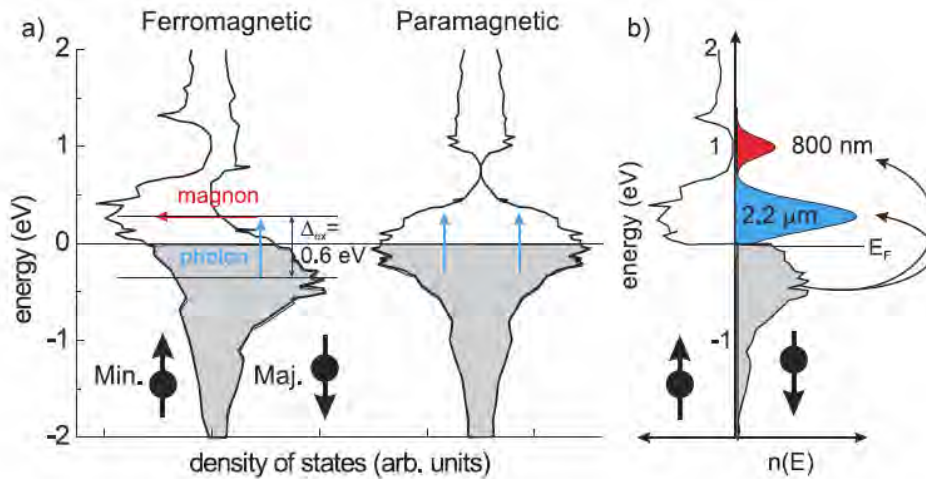 a)
Ferromagnetic
Paramagnetic
b)
energy (eV)
2
1
0
-1
-2
magnon
photon
Δex=
0.6 eV
Min.
Maj.
density of states (arb. units)
energy (eV)
2
1
-1
800 nm
2.2 μm
EF
n(E)